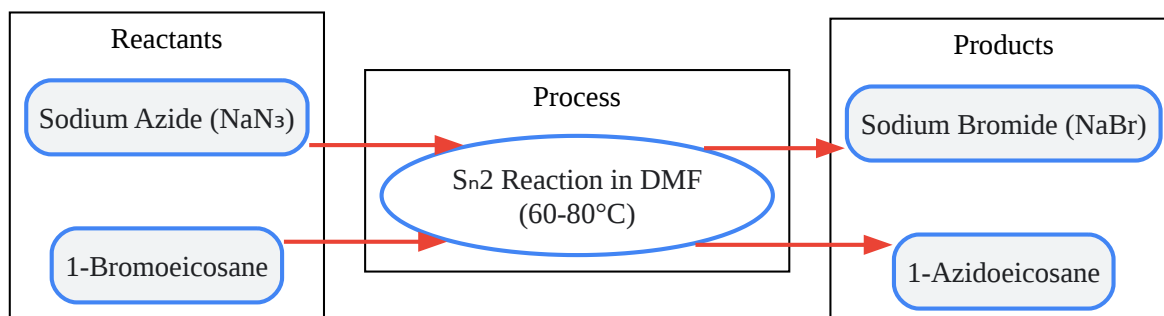 Reactants
Sodium Azide (NaN₃)
1-Bromoeicosane
Process
Sₙ2 Reaction in DMF
(60-80°C)
Products
Sodium Bromide (NaBr)
1-Azidoeicosane